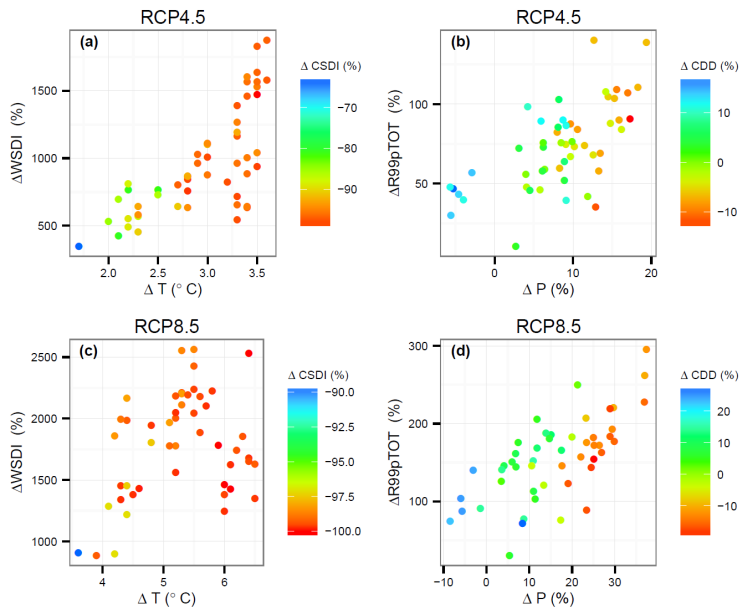 RCP4.5
RCP4.5
(a)
(b)
Δ CSDI (%)
−70
−80
−90
ΔWSDI (%)
1500
1000
500
2.0 2.5 3.0 3.5
Δ T (° C)
Δ CDD (%)
10
0
−10
ΔR99pTOT (%)
100
50
0 10 20
Δ P (%)
RCP8.5
RCP8.5
(c)
(d)
Δ CSDI (%)
−90.0
−92.5
−95.0
−97.5
−100.0
ΔWSDI (%)
2500
2000
1500
1000
4 5 6
Δ T (° C)
Δ CDD (%)
20
10
0
−10
ΔR99pTOT (%)
300
200
100
0
−10 0 10 20 30
Δ P (%)